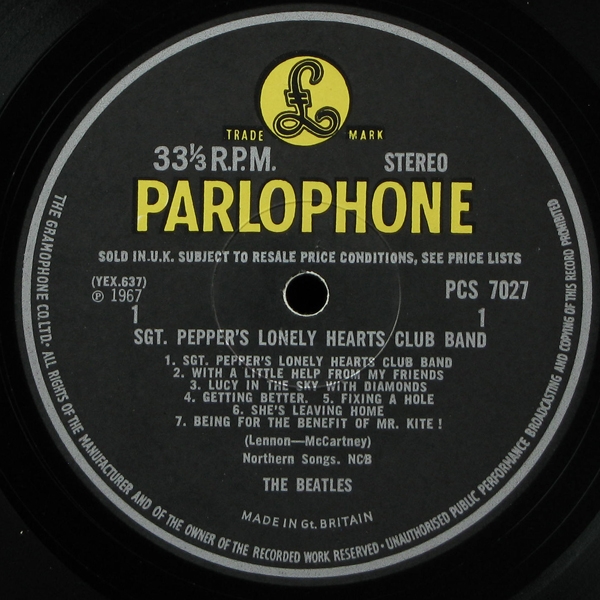 £
TRADE MARK
33⅓ R.P.M. STEREO
PARLOPHONE
SOLD IN U.K. SUBJECT TO RESALE PRICE CONDITIONS, SEE PRICE LISTS
(YEX.637)
℗ 1967 PCS 7027
1 1
SGT. PEPPER'S LONELY HEARTS CLUB BAND
1. SGT. PEPPER'S LONELY HEARTS CLUB BAND
2. WITH A LITTLE HELP FROM MY FRIENDS
3. LUCY IN THE SKY WITH DIAMONDS
4. GETTING BETTER. 5. FIXING A HOLE
6. SHE'S LEAVING HOME
7. BEING FOR THE BENEFIT OF MR. KITE!
(Lennon—McCartney)
Northern Songs. NCB
THE BEATLES
MADE IN Gt. BRITAIN
THE GRAMOPHONE CO. LTD. · ALL RIGHTS OF THE MANUFACTURER AND OF THE OWNER OF THE RECORDED WORK RESERVED · UNAUTHORISED PUBLIC PERFORMANCE BROADCASTING AND COPYING OF THIS RECORD PROHIBITED